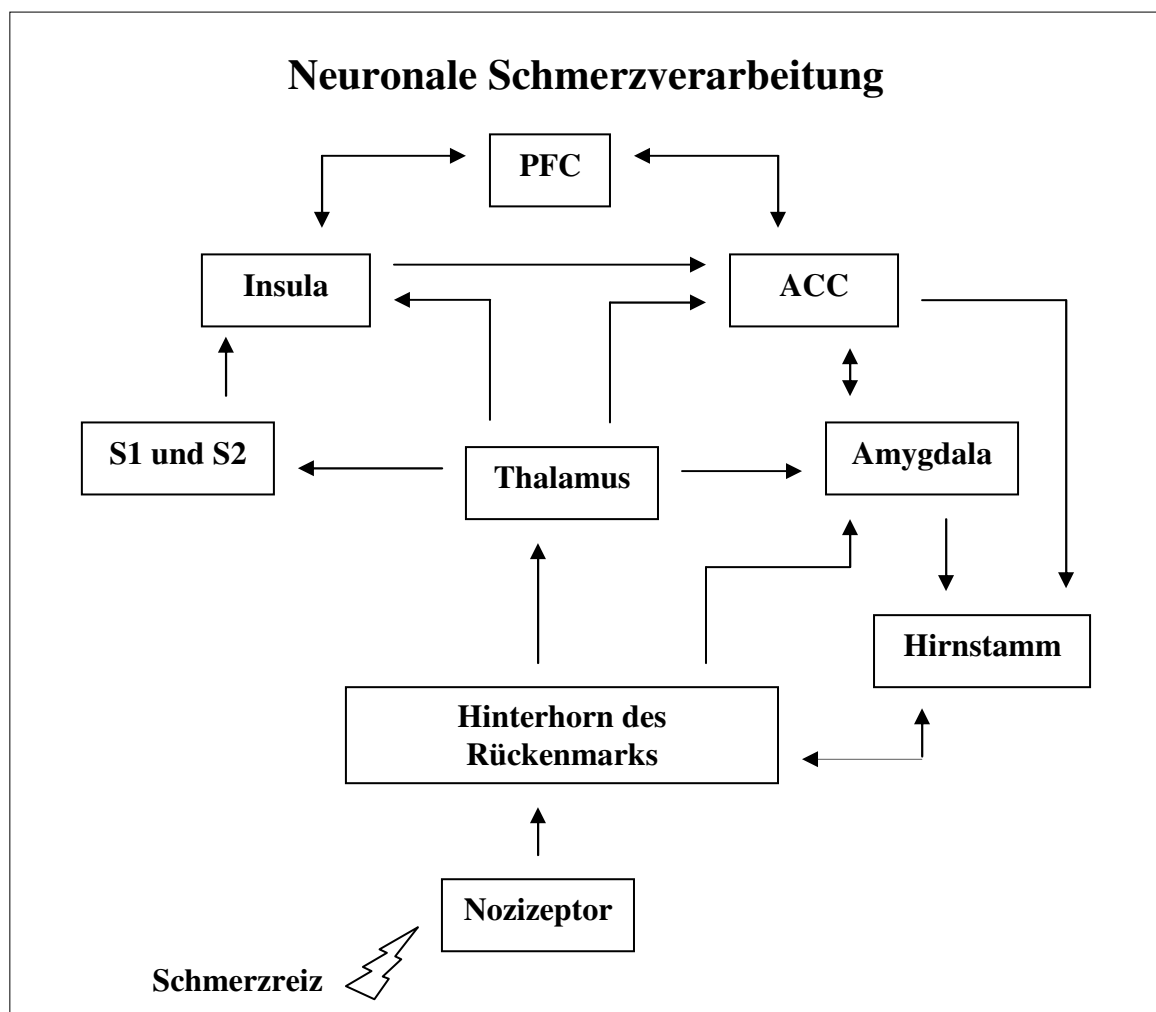 Neuronale Schmerzverarbeitung
PFC
Insula
ACC
S1 und S2
Thalamus
Amygdala
Hirnstamm
Hinterhorn des
Rückenmarks
Nozizeptor
Schmerzreiz